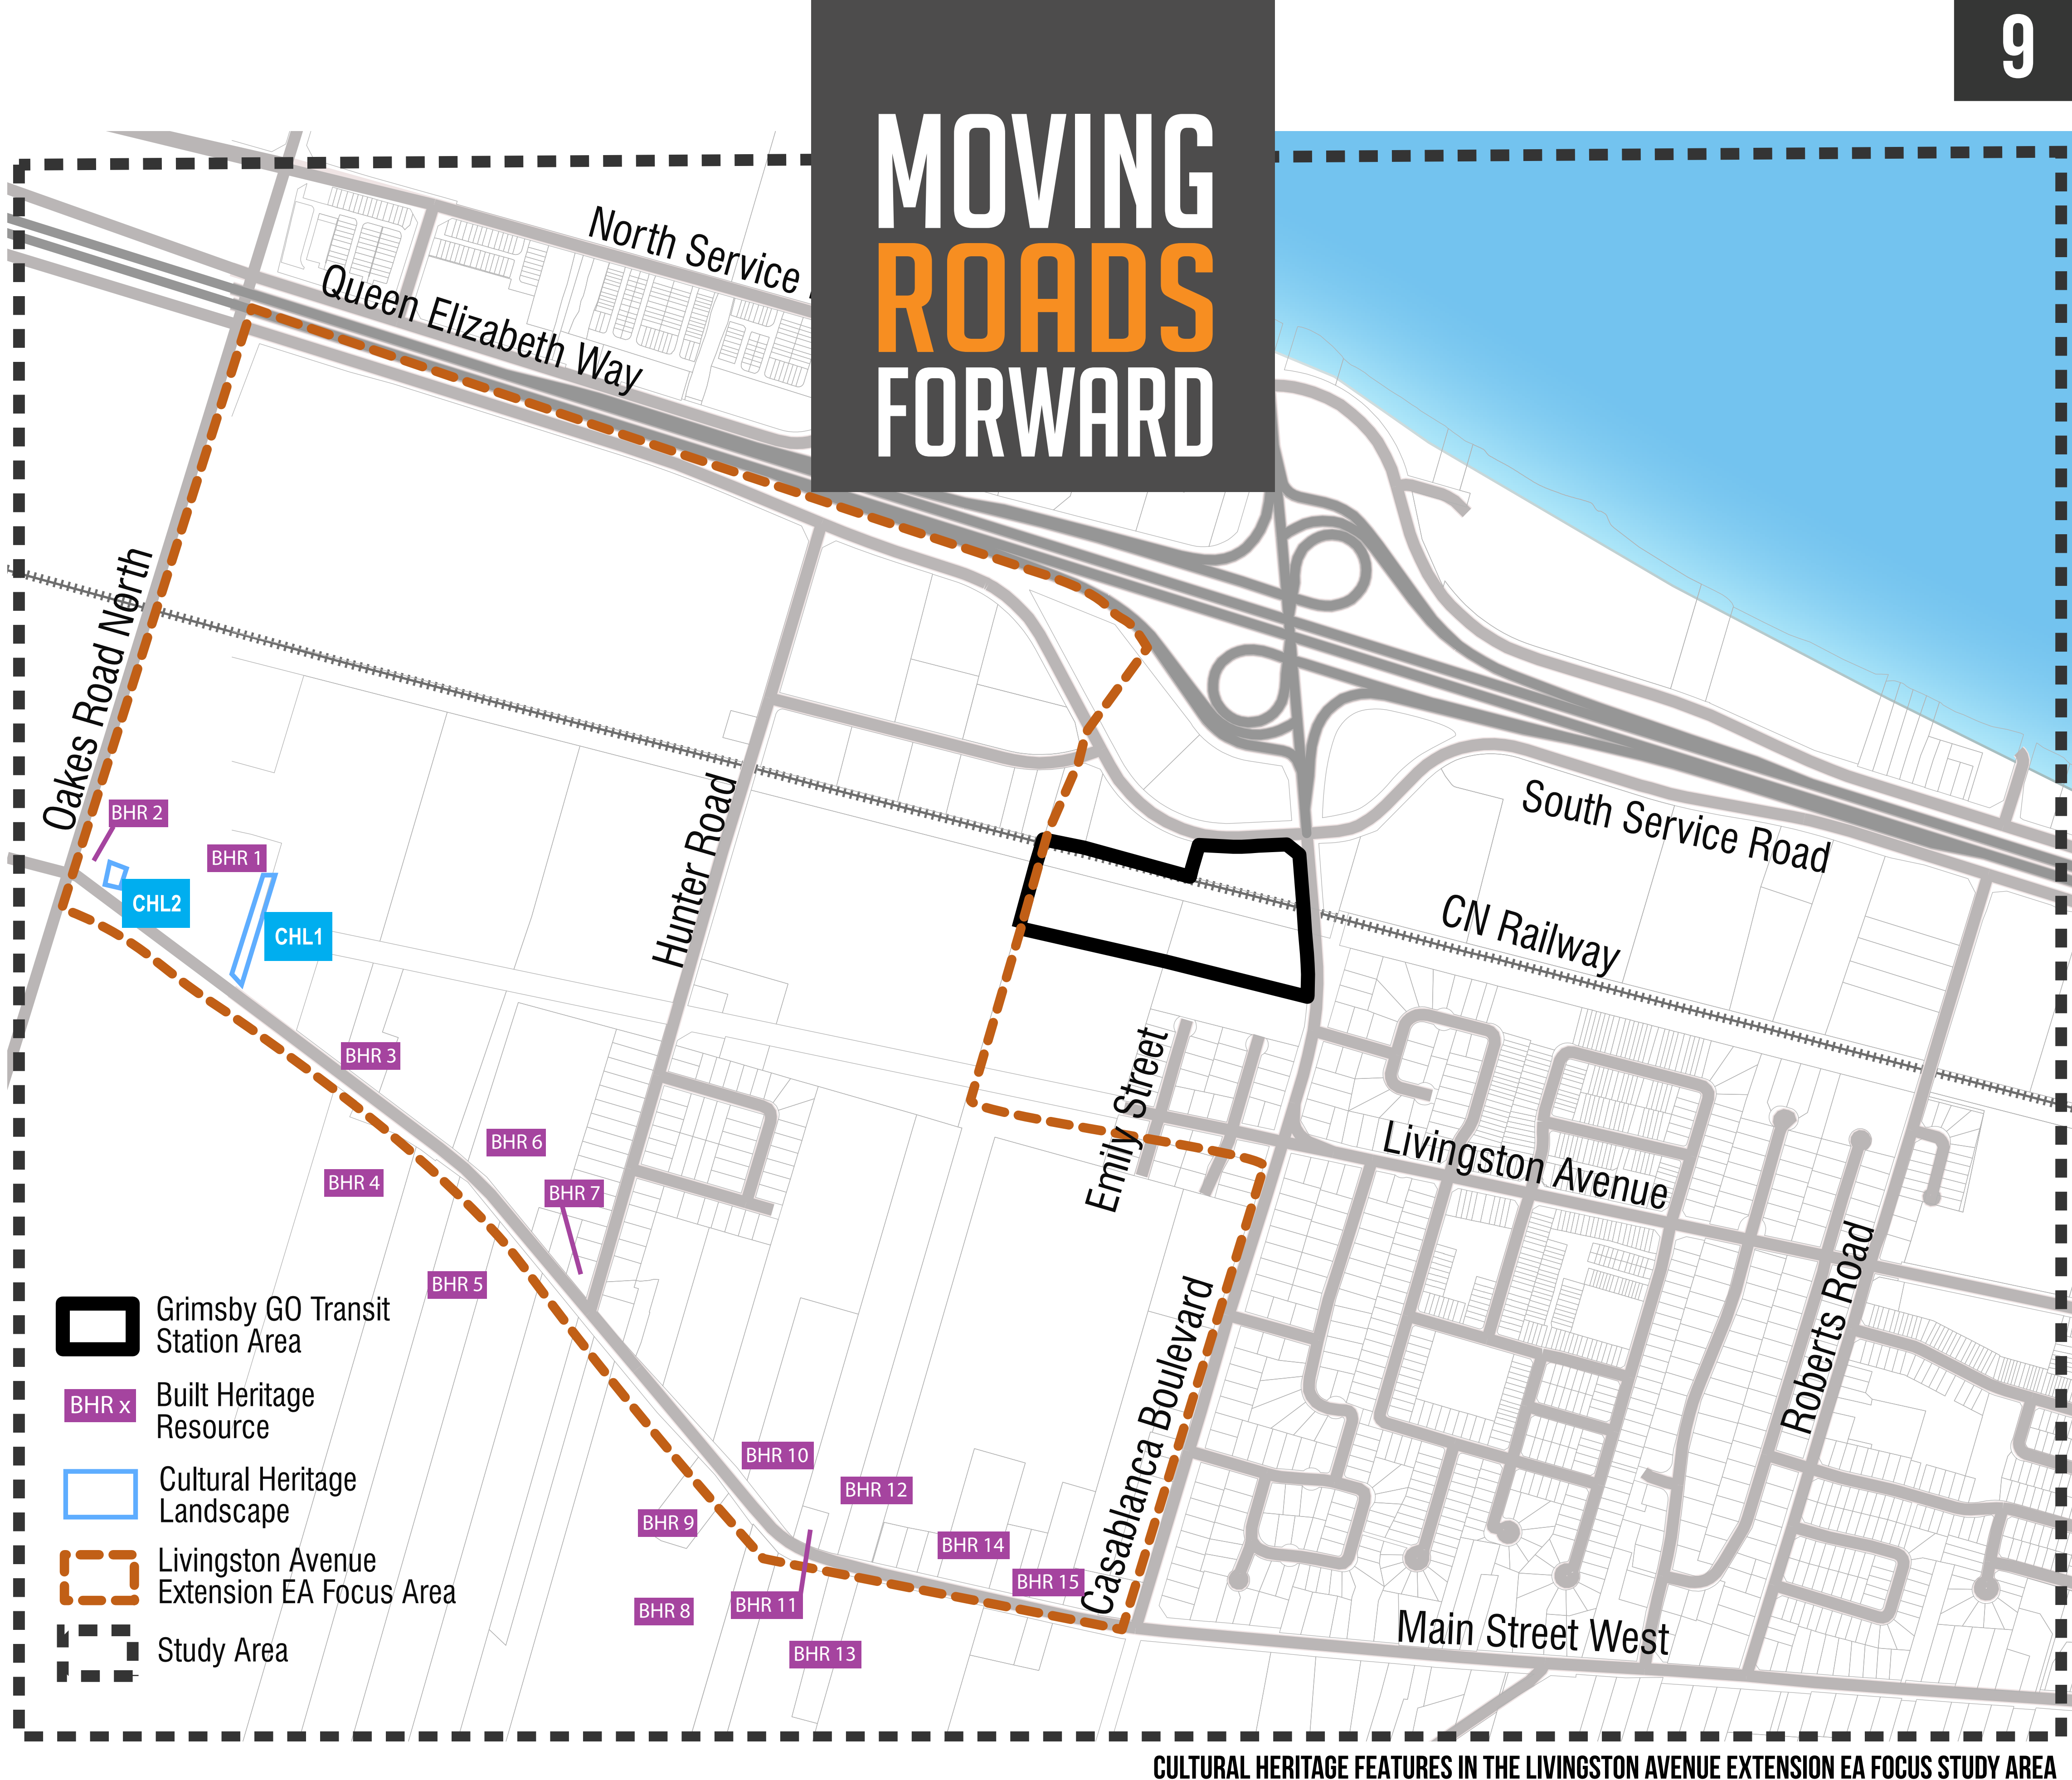 9
MOVING
ROADS
FORWARD
North Service
Queen Elizabeth Way
Oakes Road North
South Service Road
Hunter Road
CN Railway
BHR 2
BHR 1
CHL2
CHL1
BHR 3
Emily Street
Livingston Avenue
BHR 6
BHR 4
BHR 7
BHR 5
Roberts Road
Casablanca Boulevard
Grimsby GO Transit
Station Area
BHR x
Built Heritage
Resource
Cultural Heritage
Landscape
Livingston Avenue
Extension EA Focus Area
Study Area
BHR 10
BHR 12
BHR 9
BHR 14
BHR 15
BHR 8
BHR 11
BHR 13
Main Street West
CULTURAL HERITAGE FEATURES IN THE LIVINGSTON AVENUE EXTENSION EA FOCUS STUDY AREA